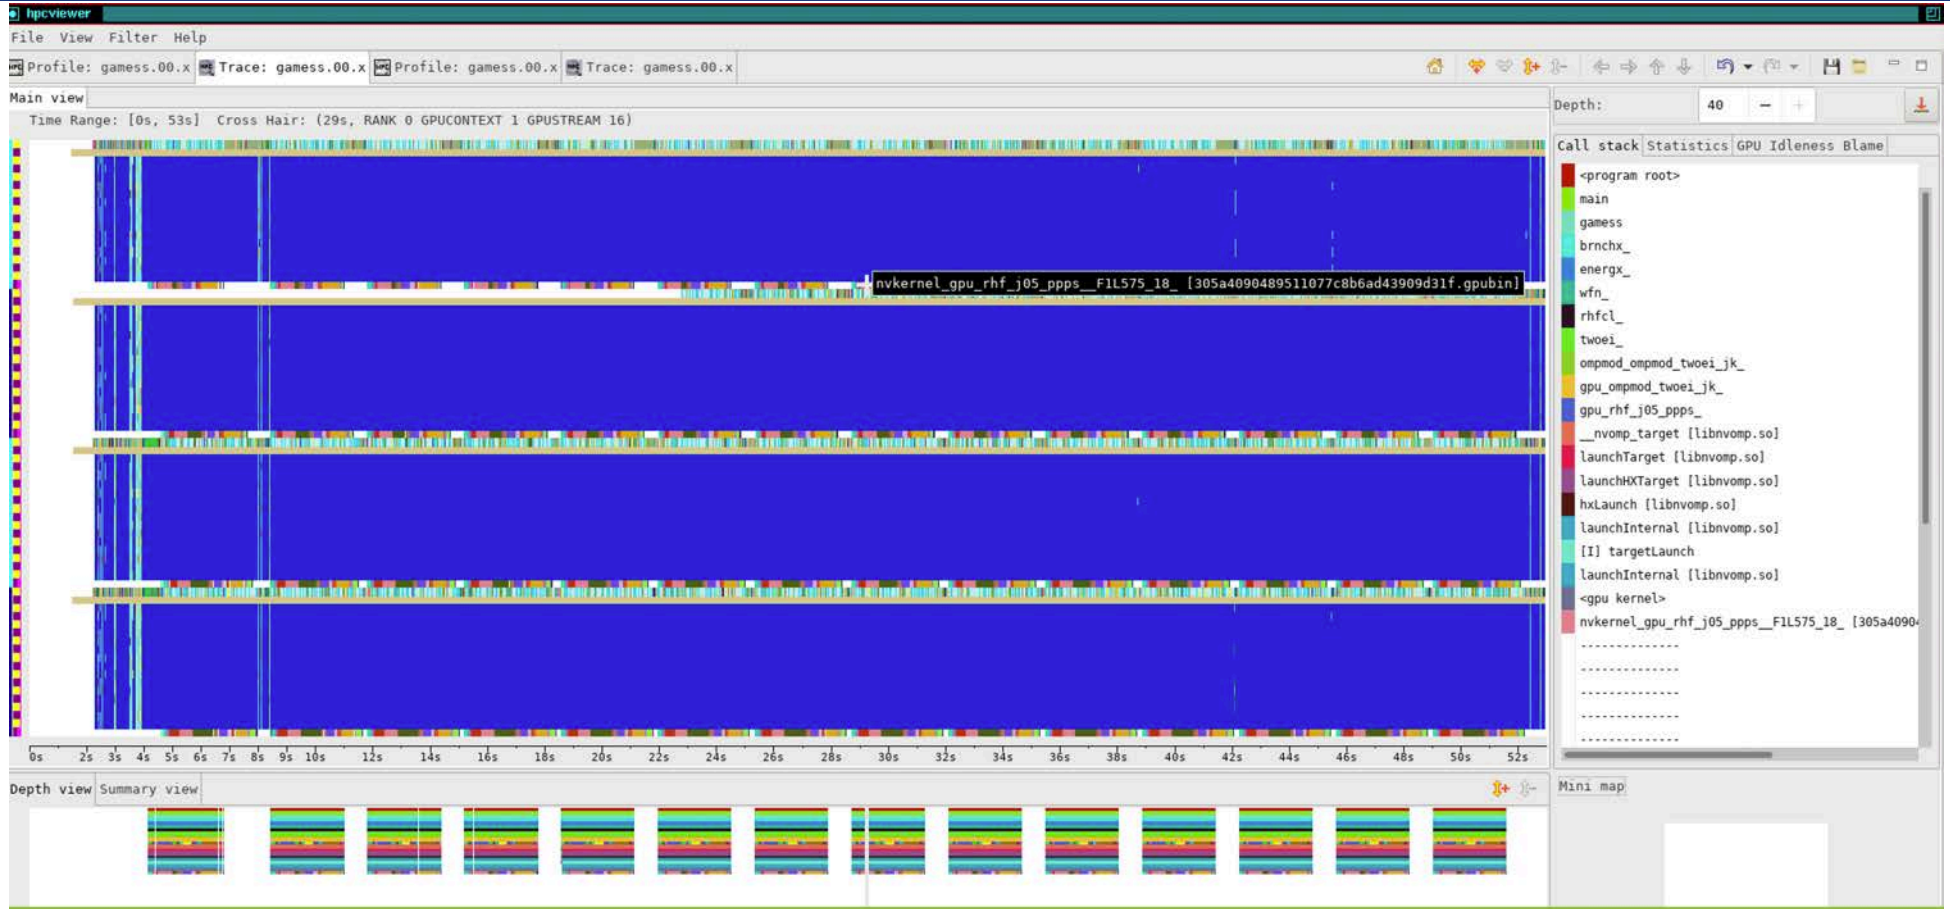 hpcviewer
File View Filter Help
Profile: gamess.00.x Trace: gamess.00.x Profile: gamess.00.x Trace: gamess.00.x
Main view
Time Range: [0s, 53s] Cross Hair: (29s, RANK 0 GPUCONTEXT 1 GPUSTREAM 16)
nvkernel_gpu_rhf_j05_ppps__F1L575_18_ [305a4090489511077c8b6ad43909d31f.gpubin]
0s 2s 3s 4s 5s 6s 7s 8s 9s 10s 12s 14s 16s 18s 20s 22s 24s 26s 28s 30s 32s 34s 36s 38s 40s 42s 44s 46s 48s 50s 52s
Depth: 40 − +
Call stack Statistics GPU Idleness Blame
<program root>
main
gamess
brnchx_
energx_
wfn_
rhfcl_
twoei_
ompmod_ompmod_twoei_jk_
gpu_ompmod_twoei_jk_
gpu_rhf_j05_ppps_
__nvomp_target [libnvomp.so]
launchTarget [libnvomp.so]
launchHXTarget [libnvomp.so]
hxLaunch [libnvomp.so]
launchInternal [libnvomp.so]
[I] targetLaunch
launchInternal [libnvomp.so]
<gpu kernel>
nvkernel_gpu_rhf_j05_ppps__F1L575_18_ [305a4090
--------------
--------------
--------------
--------------
--------------
Depth view Summary view
Mini map